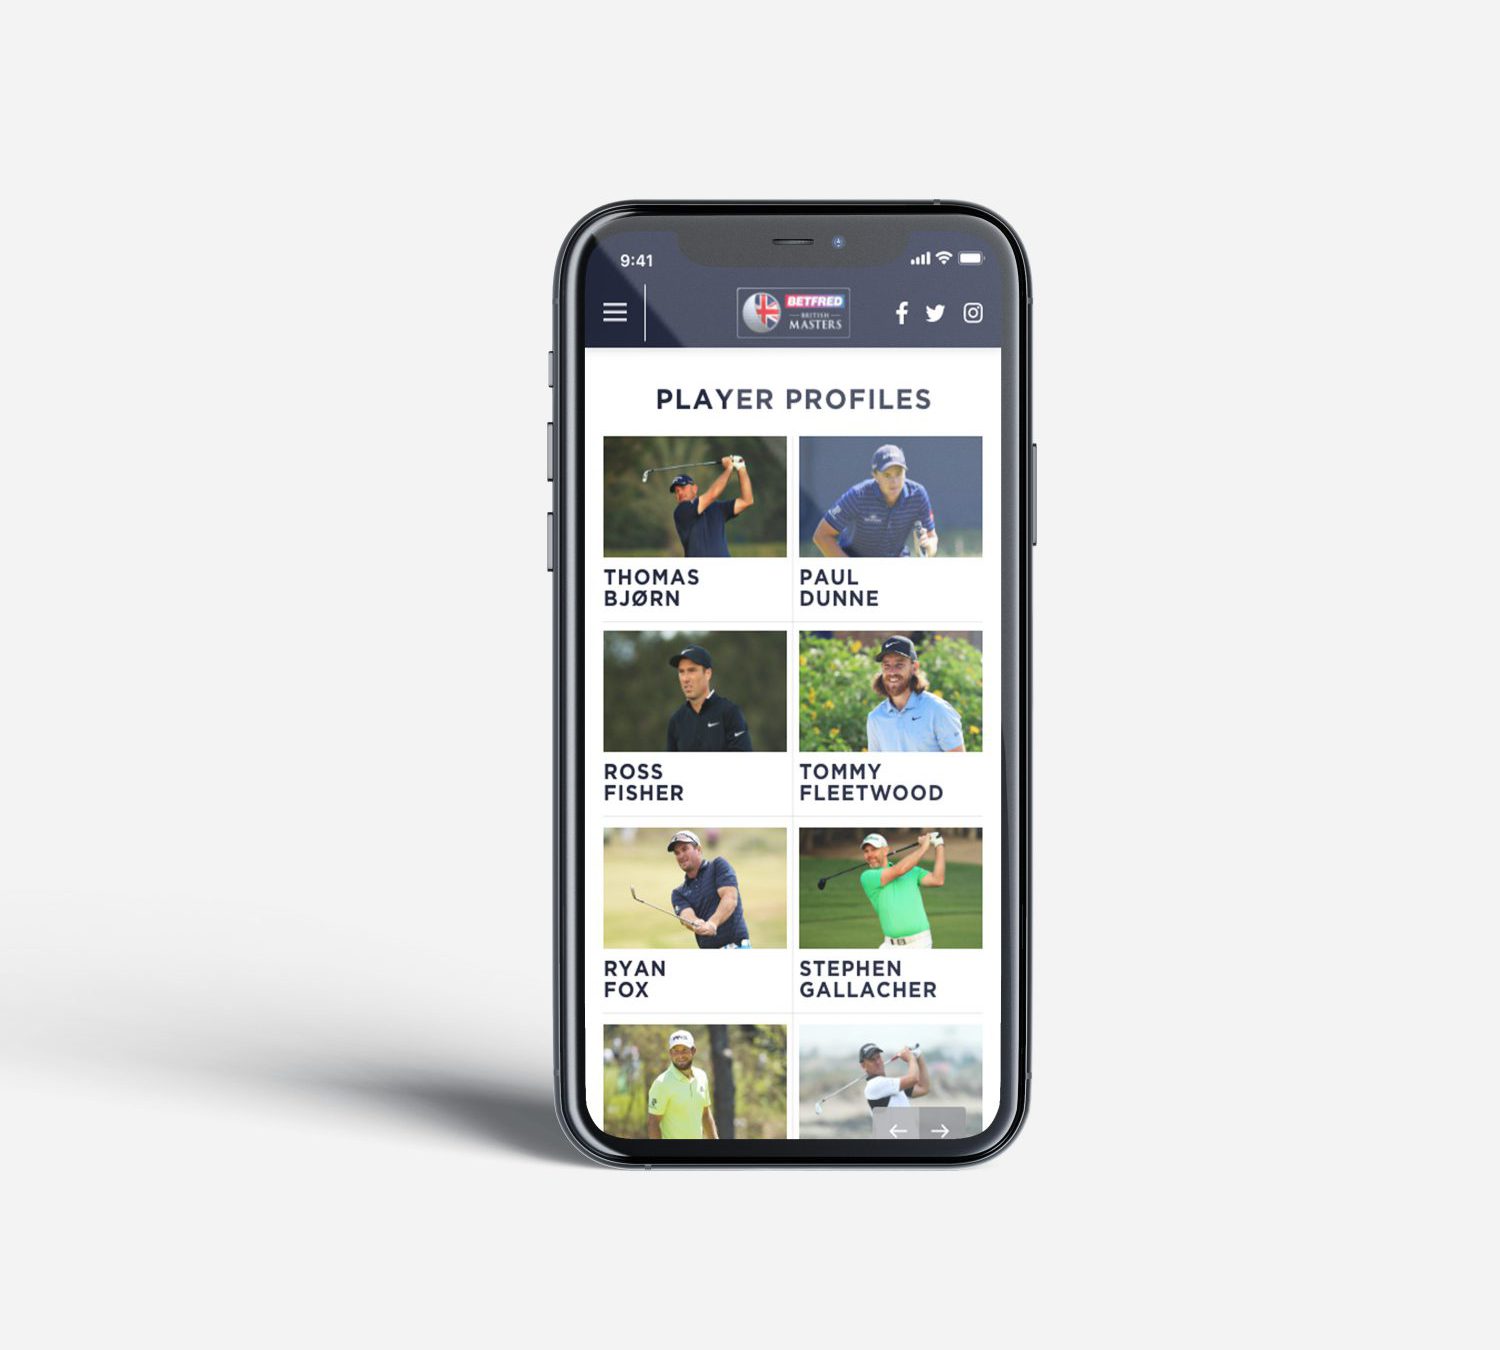 9:41
BETFRED
BRITISH
MASTERS
PLAYER PROFILES
THOMAS
BJØRN
PAUL
DUNNE
ROSS
FISHER
TOMMY
FLEETWOOD
RYAN
FOX
STEPHEN
GALLACHER
PING